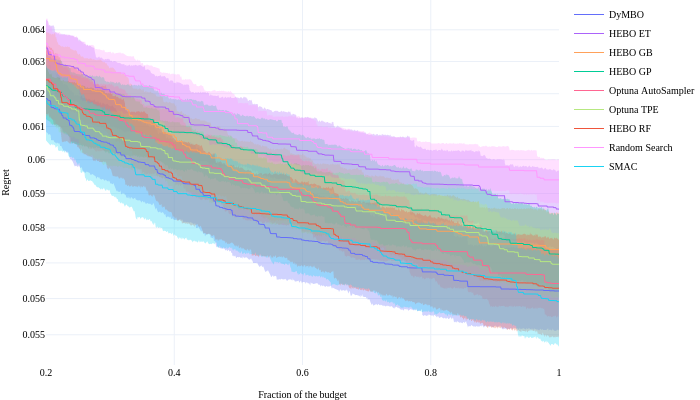 0.064
0.063
0.062
0.061
0.06
0.059
0.058
0.057
0.056
0.055
Regret
0.2
0.4
0.6
0.8
1
Fraction of the budget
DyMBO
HEBO ET
HEBO GB
HEBO GP
Optuna AutoSampler
Optuna TPE
HEBO RF
Random Search
SMAC